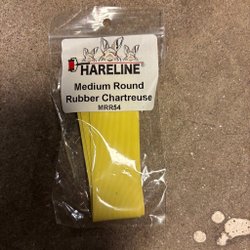 HARELINE
Medium Round
Rubber Chartreuse
MRR54